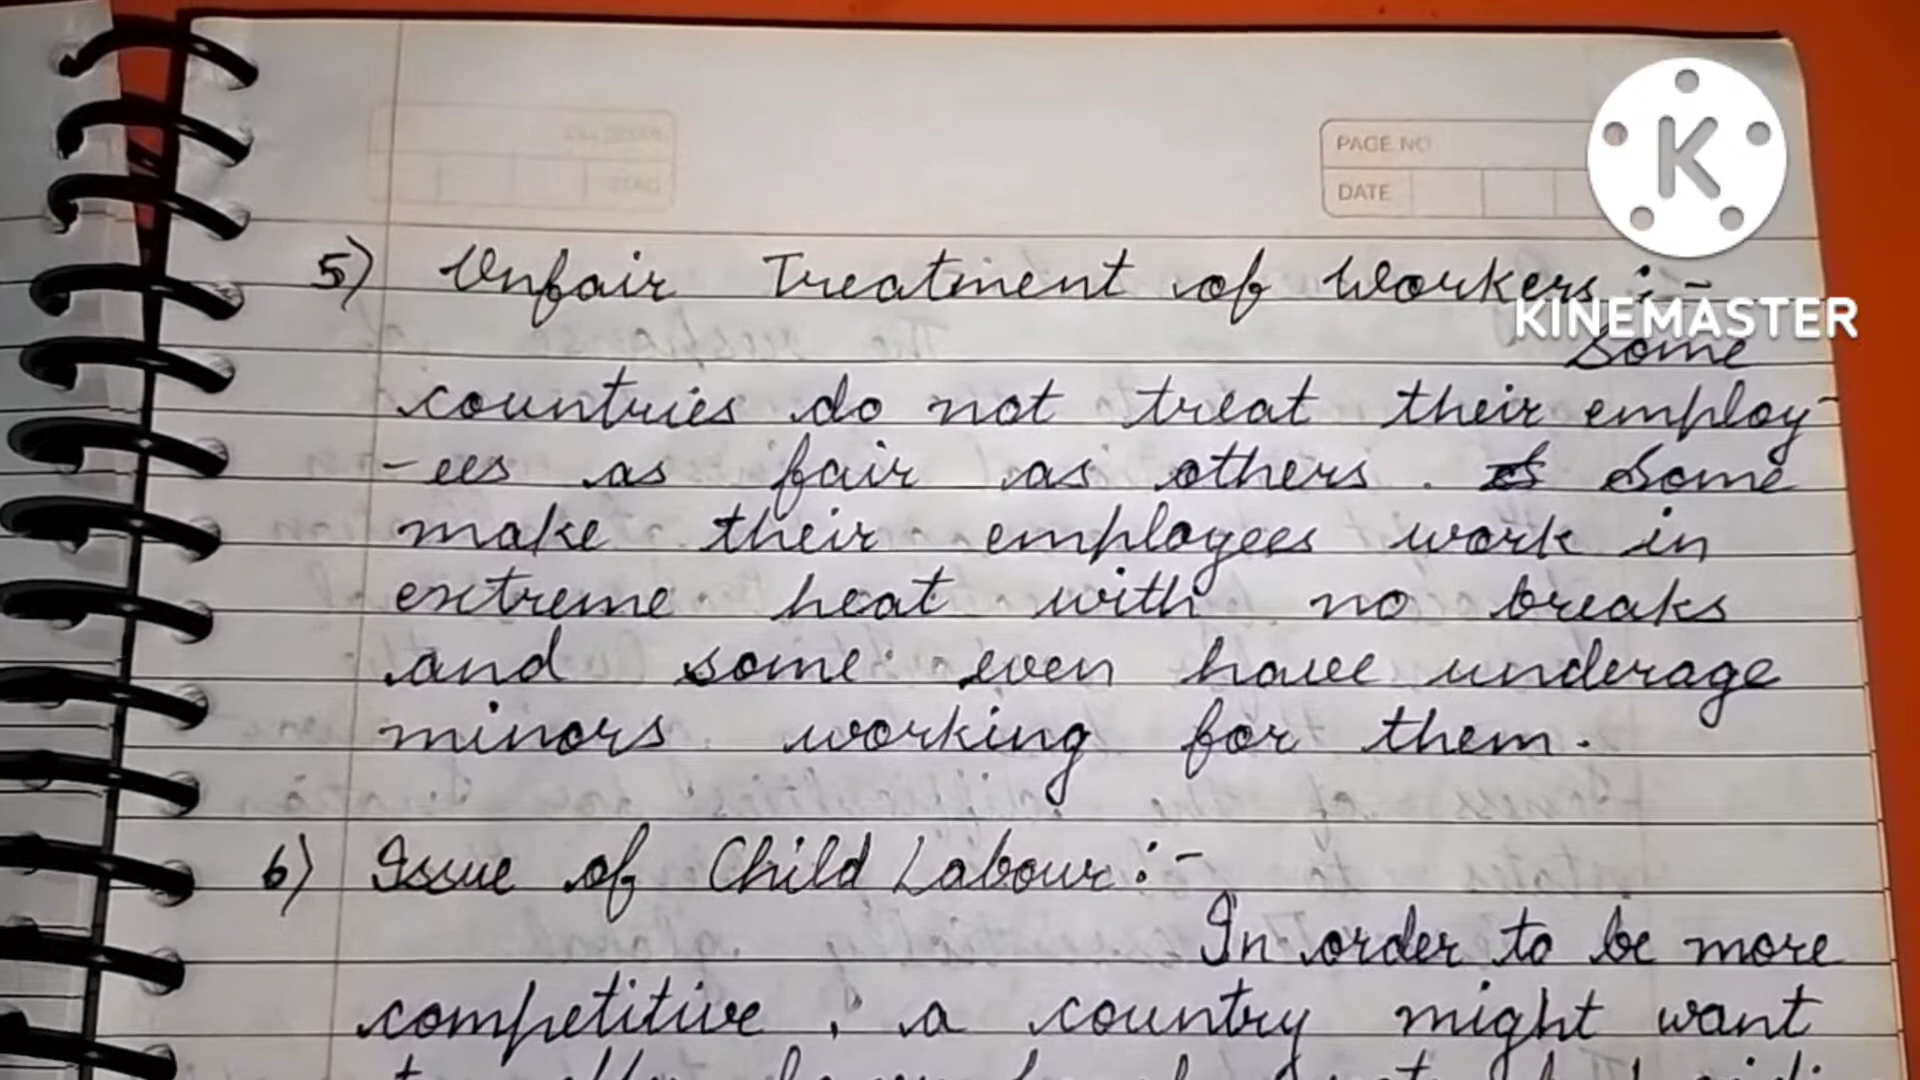 PAGE NO.
DATE
K
KINEMASTER
5) Unfair Treatment of Workers :-
Some
countries do not treat their employ-
-ees as fair as others. Some
make their employees work in
extreme heat with no breaks
and some even have underage
minors working for them.
6) Issue of Child Labour :-
In order to be more
competitive, a country might want